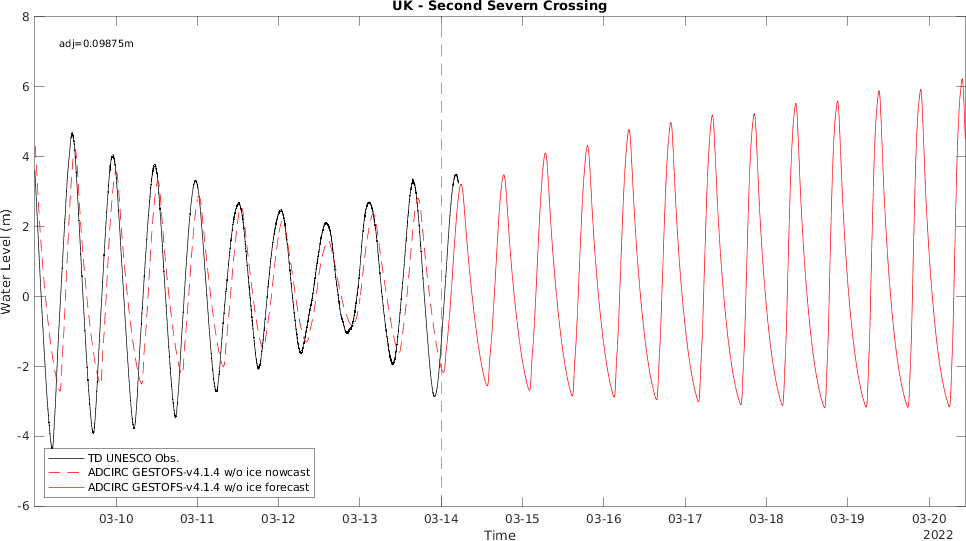 UK - Second Severn Crossing
adj=0.09875m
Water Level (m)
8
6
4
2
0
-2
-4
-6
TD UNESCO Obs.
ADCIRC GESTOFS-v4.1.4 w/o ice nowcast
ADCIRC GESTOFS-v4.1.4 w/o ice forecast
03-10 03-11 03-12 03-13 03-14 03-15 03-16 03-17 03-18 03-19 03-20
Time
2022